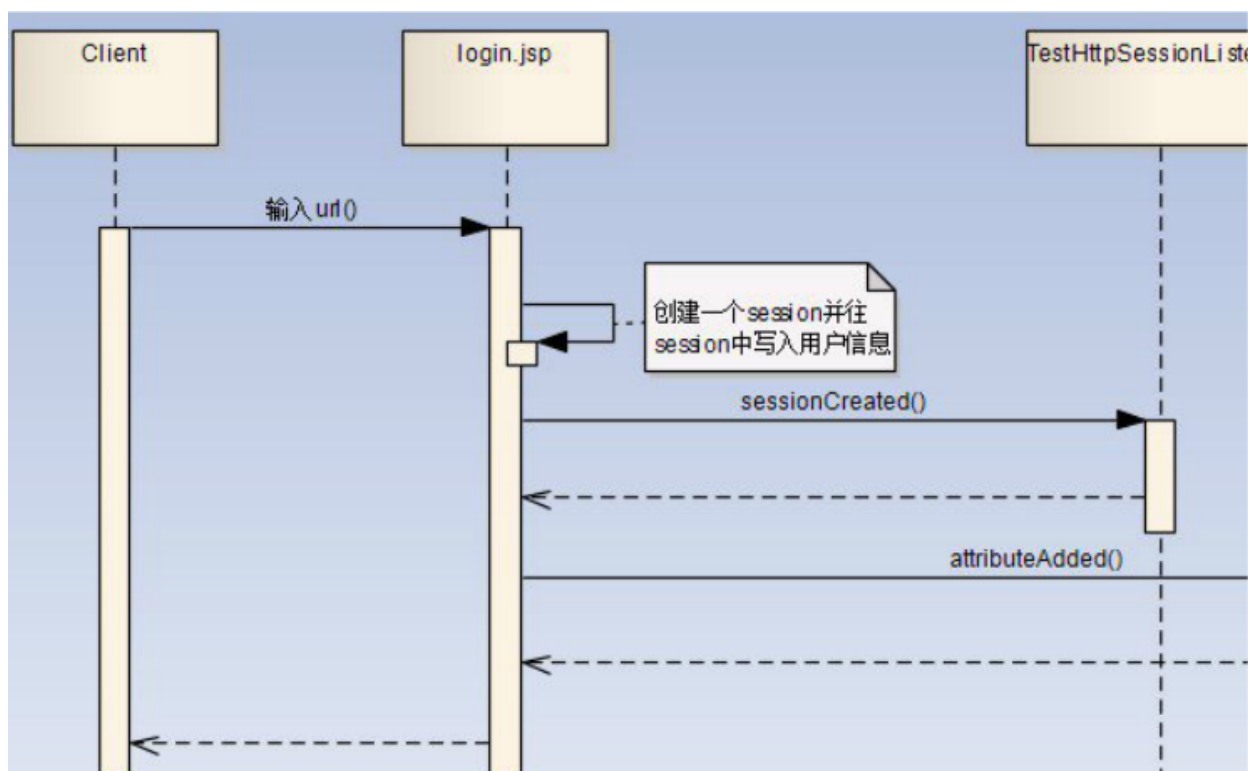 Client
login.jsp
TestHttpSessionListe
输入url()
创建一个session并往
session中写入用户信息
sessionCreated()
attributeAdded()